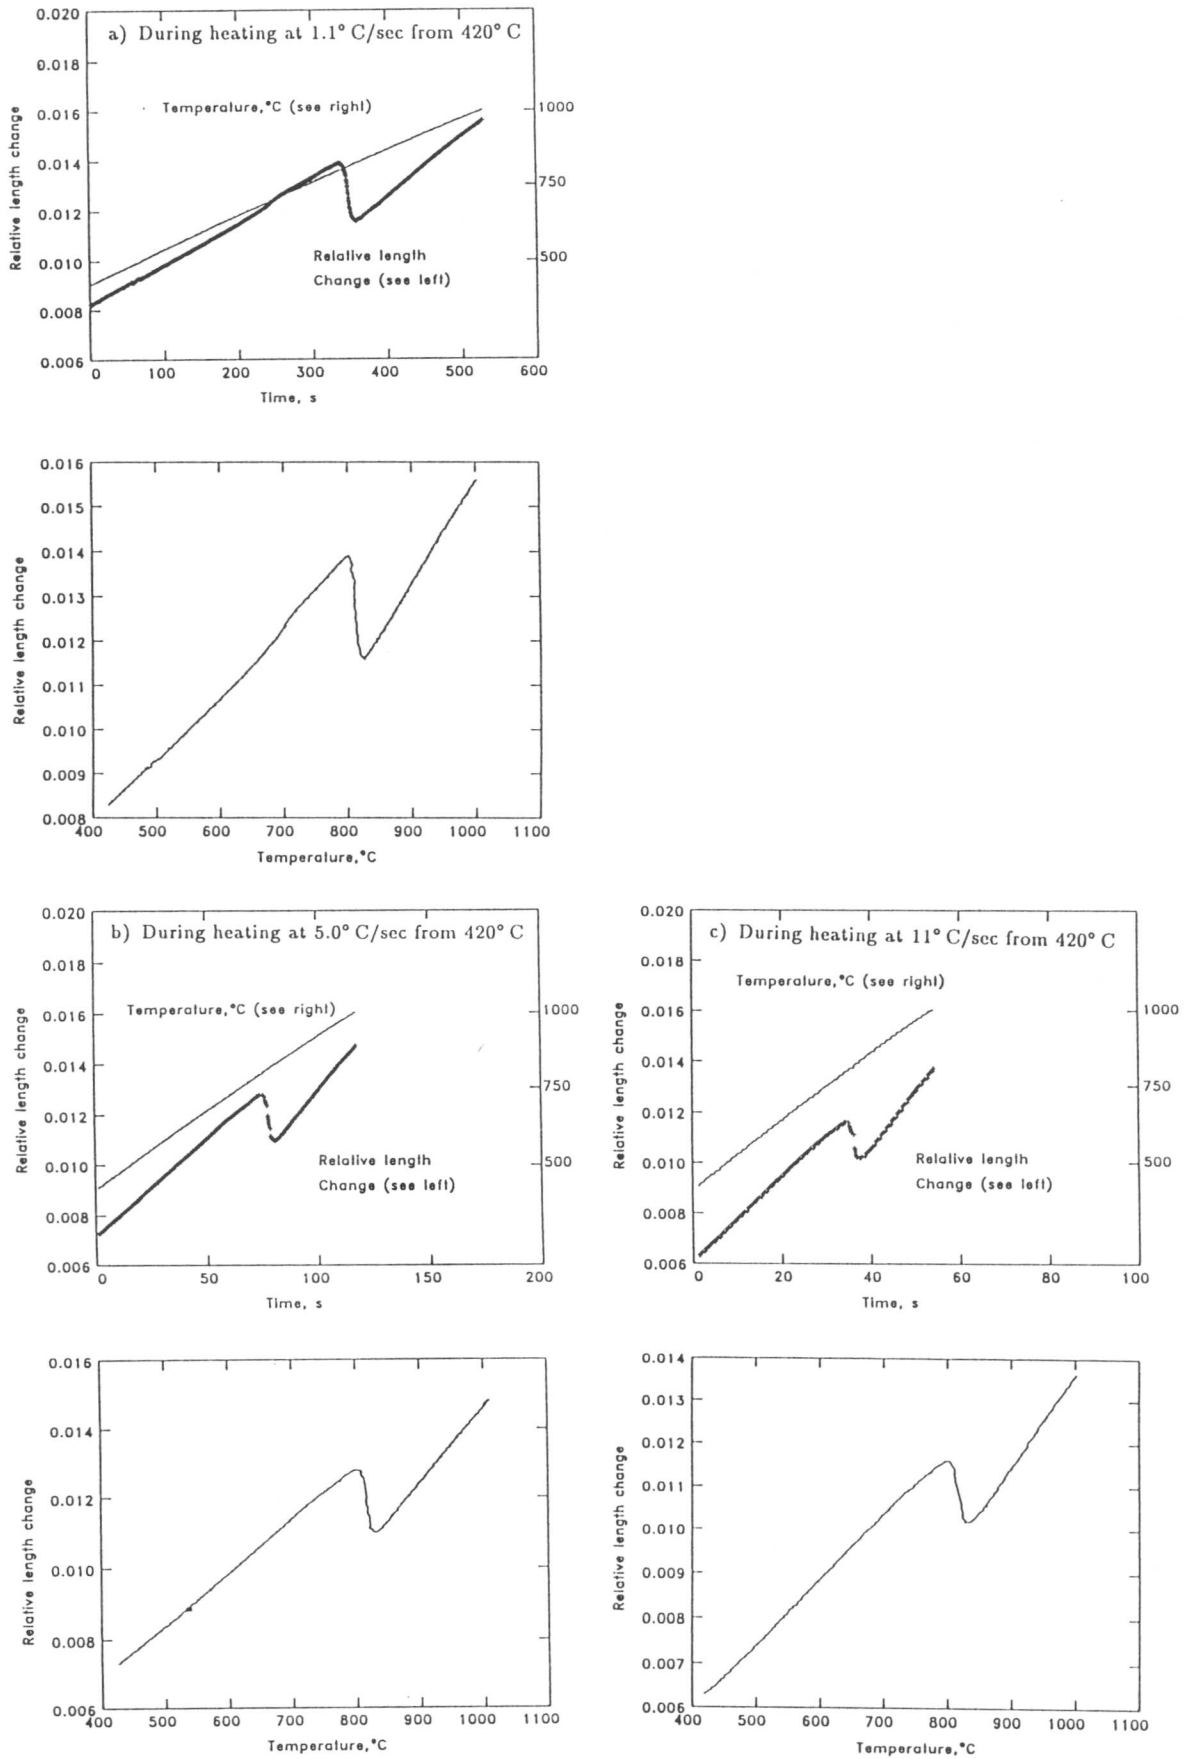 a) During heating at 1.1° C/sec from 420° C
Temperature,°C (see right)
Relative length
Change (see left)
Relative length change
0.020
0.018
0.016
0.014
0.012
0.010
0.008
0.006
1000
750
500
0 100 200 300 400 500 600
Time, s
Relative length change
0.016
0.015
0.014
0.013
0.012
0.011
0.010
0.009
0.008
400 500 600 700 800 900 1000 1100
Temperature,°C
b) During heating at 5.0° C/sec from 420° C
Temperature,°C (see right)
Relative length
Change (see left)
Relative length change
0.020
0.018
0.016
0.014
0.012
0.010
0.008
0.006
1000
750
500
0 50 100 150 200
Time, s
c) During heating at 11° C/sec from 420° C
Temperature,°C (see right)
Relative length
Change (see left)
Relative length change
0.020
0.018
0.016
0.014
0.012
0.010
0.008
0.006
1000
750
500
0 20 40 60 80 100
Time, s
Relative length change
0.016
0.014
0.012
0.010
0.008
0.006
400 500 600 700 800 900 1000 1100
Temperature,°C
Relative length change
0.014
0.013
0.012
0.011
0.010
0.009
0.008
0.007
0.006
400 500 600 700 800 900 1000 1100
Temperature,°C